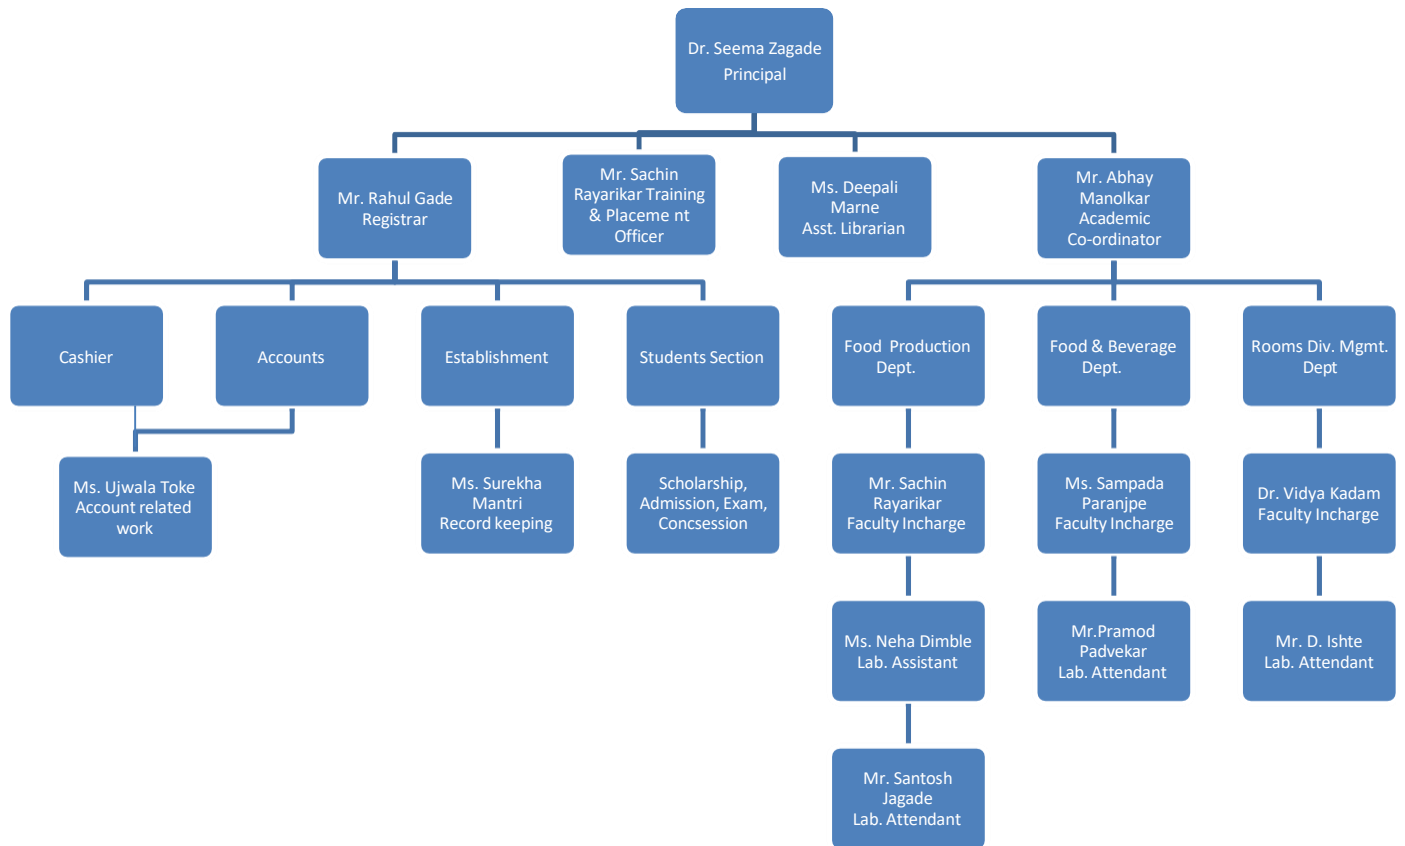 Dr. Seema Zagade
Principal
Mr. Rahul Gade
Registrar
Mr. Sachin
Rayarikar Training
& Placeme nt
Officer
Ms. Deepali
Marne
Asst. Librarian
Mr. Abhay
Manolkar
Academic
Co-ordinator
Cashier
Accounts
Establishment
Students Section
Food Production
Dept.
Food & Beverage
Dept.
Rooms Div. Mgmt.
Dept
Ms. Ujwala Toke
Account related
work
Ms. Surekha
Mantri
Record keeping
Scholarship,
Admission, Exam,
Concsession
Mr. Sachin
Rayarikar
Faculty Incharge
Ms. Sampada
Paranjpe
Faculty Incharge
Dr. Vidya Kadam
Faculty Incharge
Ms. Neha Dimble
Lab. Assistant
Mr.Pramod
Padvekar
Lab. Attendant
Mr. D. Ishte
Lab. Attendant
Mr. Santosh
Jagade
Lab. Attendant